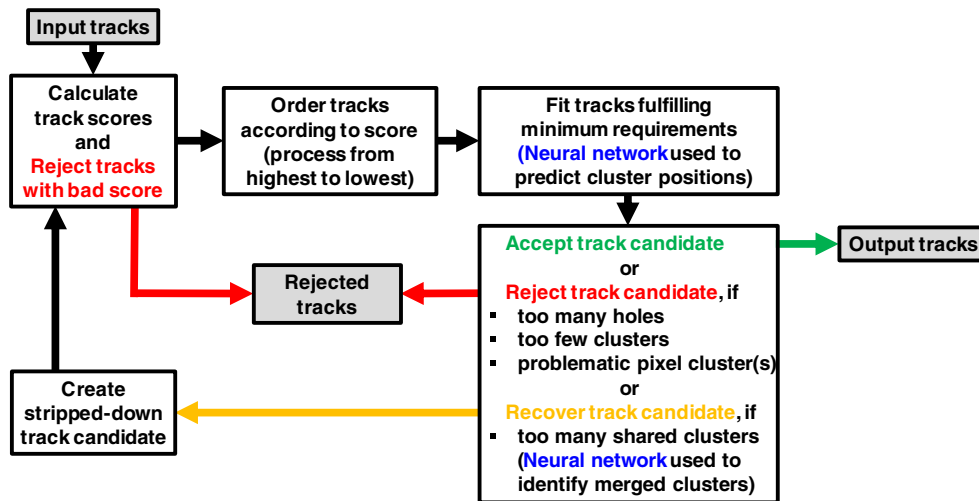 Input tracks
Calculate
track scores
and
Reject tracks
with bad score
Order tracks
according to score
(process from
highest to lowest)
Fit tracks fulfilling
minimum requirements
(Neural network used to
predict cluster positions)
Accept track candidate
or
Reject track candidate, if
▪ too many holes
▪ too few clusters
▪ problematic pixel cluster(s)
or
Recover track candidate, if
▪ too many shared clusters
(Neural network used to
identify merged clusters)
Output tracks
Rejected
tracks
Create
stripped-down
track candidate